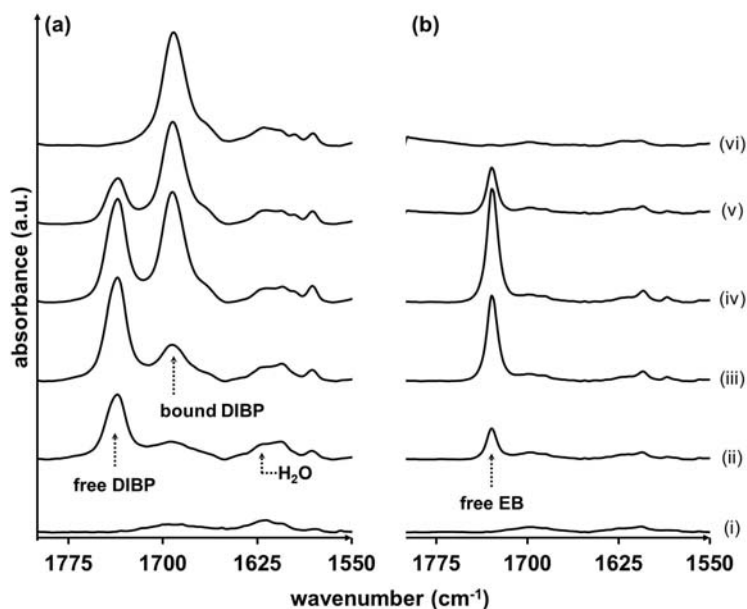 (a)
(b)
(vi)
(v)
(iv)
(iii)
bound DIBP
(ii)
free DIBP
H₂O
free EB
(i)
absorbance (a.u.)
1775 1700 1625 1550
1775 1700 1625 1550
wavenumber (cm⁻¹)